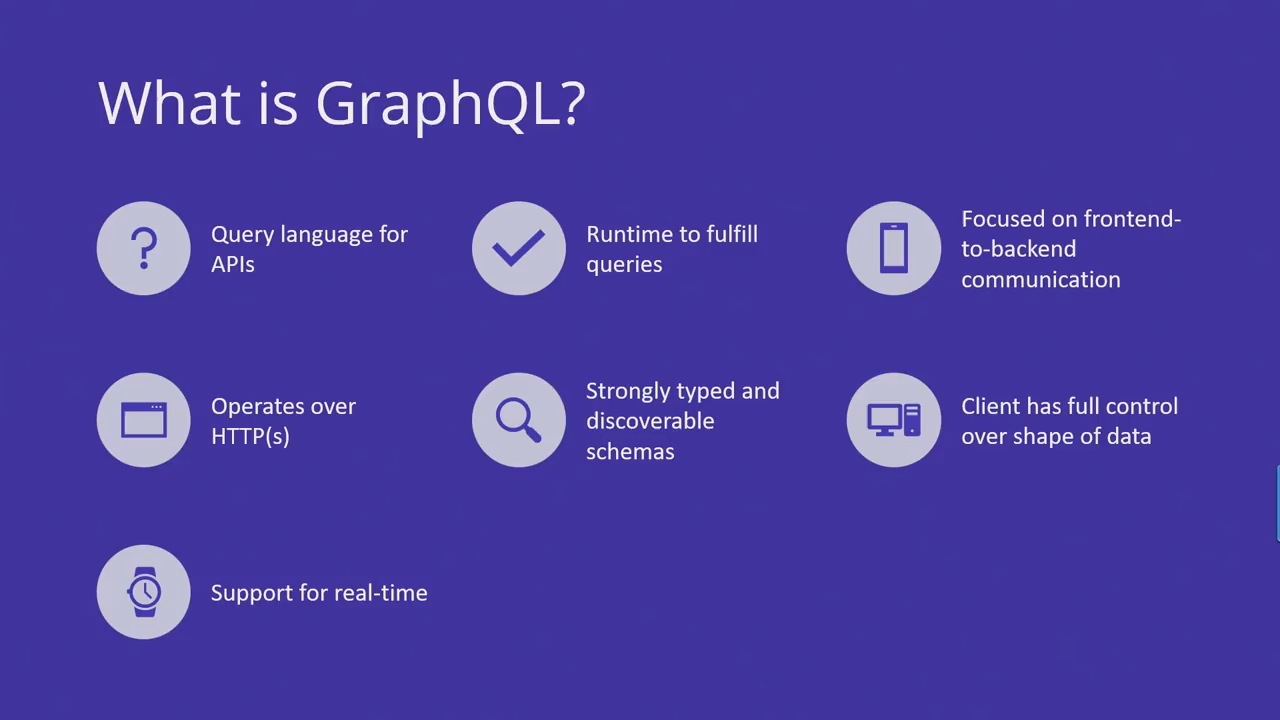 What is GraphQL?
Query language for
APIs
Runtime to fulfill
queries
Focused on frontend-
to-backend
communication
Operates over
HTTP(s)
Strongly typed and
discoverable
schemas
Client has full control
over shape of data
Support for real-time